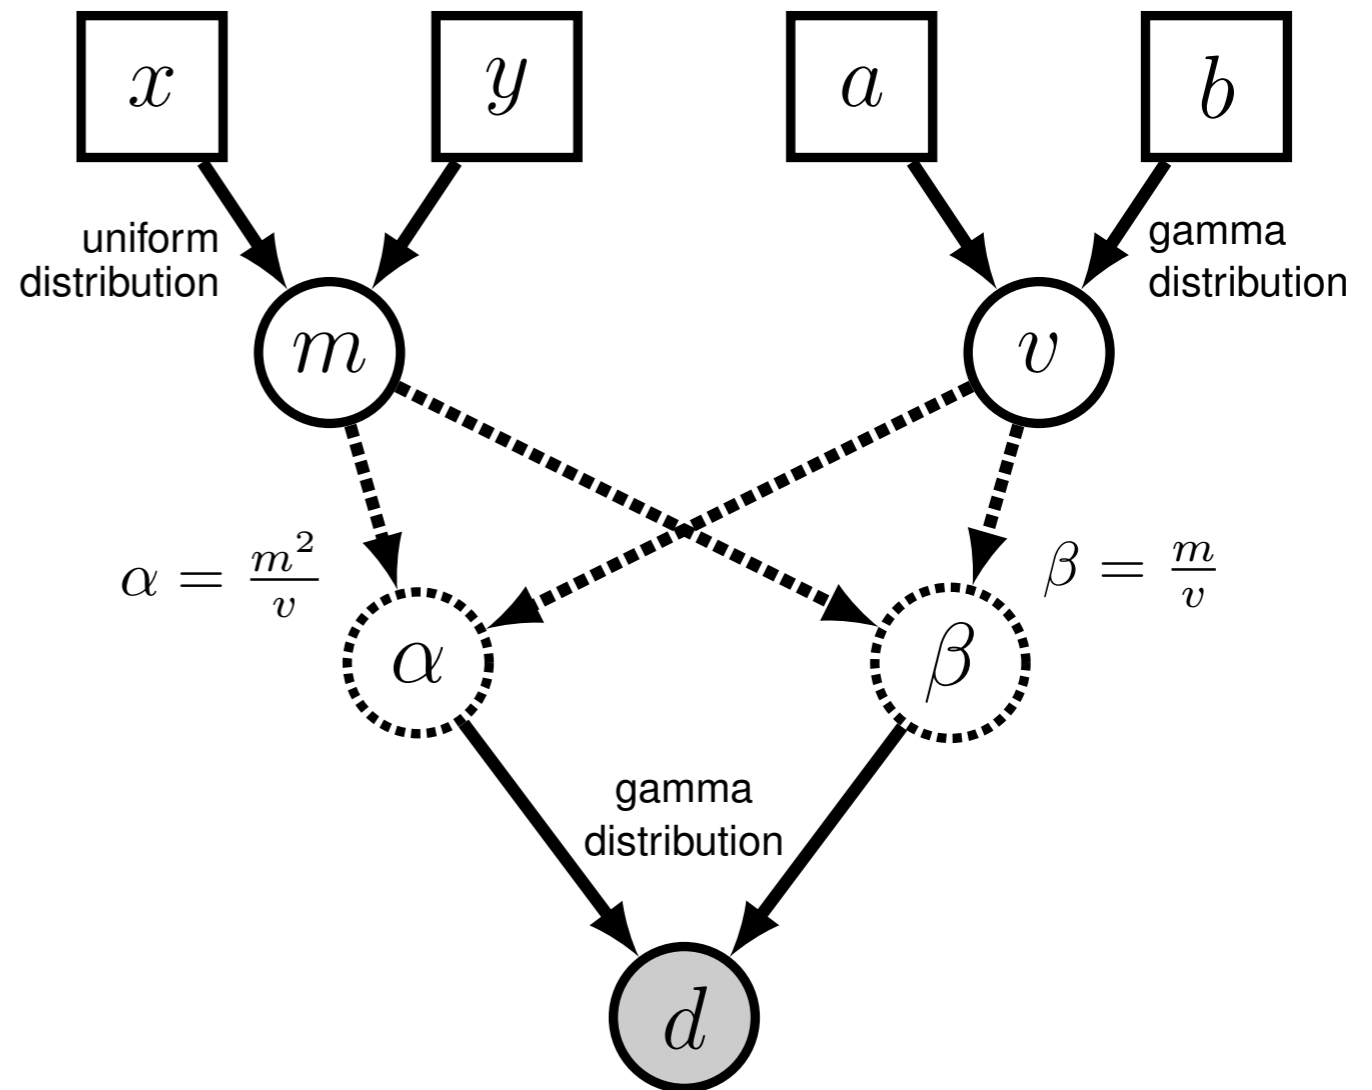 x y a b
uniform
distribution
gamma
distribution
m v
α = m²/v
β = m/v
α β
gamma
distribution
d